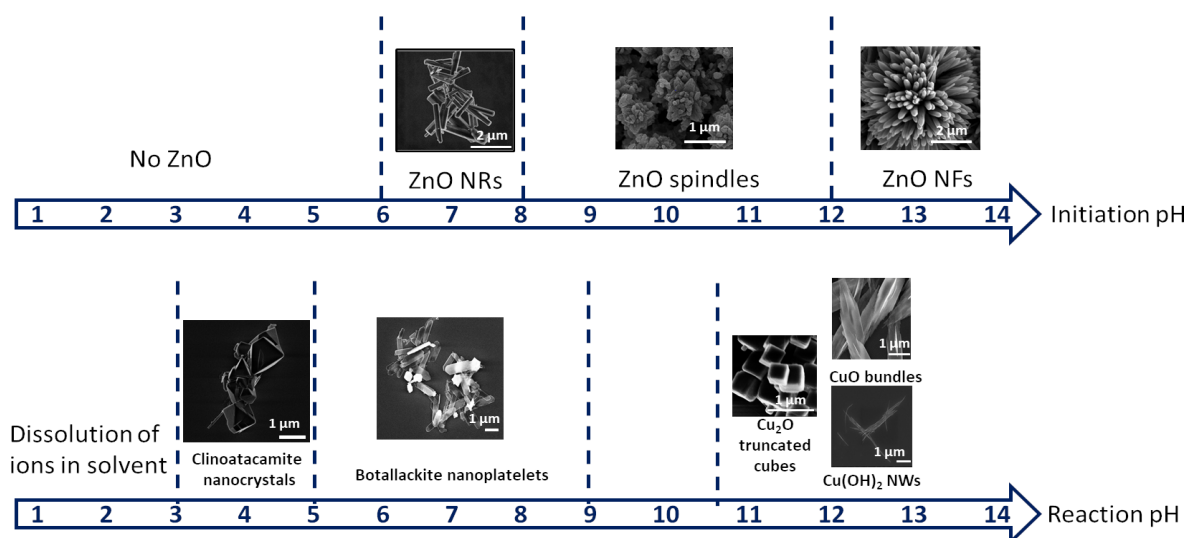 2 µm
1 µm
2 µm
No ZnO
ZnO NRs
ZnO spindles
ZnO NFs
1 2 3 4 5 6 7 8 9 10 11 12 13 14
Initiation pH
1 µm
CuO bundles
1 µm
1 µm
1 µm
Cu₂O
truncated
cubes
1 µm
Cu(OH)₂ NWs
Dissolution of
ions in solvent
Clinoatacamite
nanocrystals
Botallackite nanoplatelets
1 2 3 4 5 6 7 8 9 10 11 12 13 14
Reaction pH